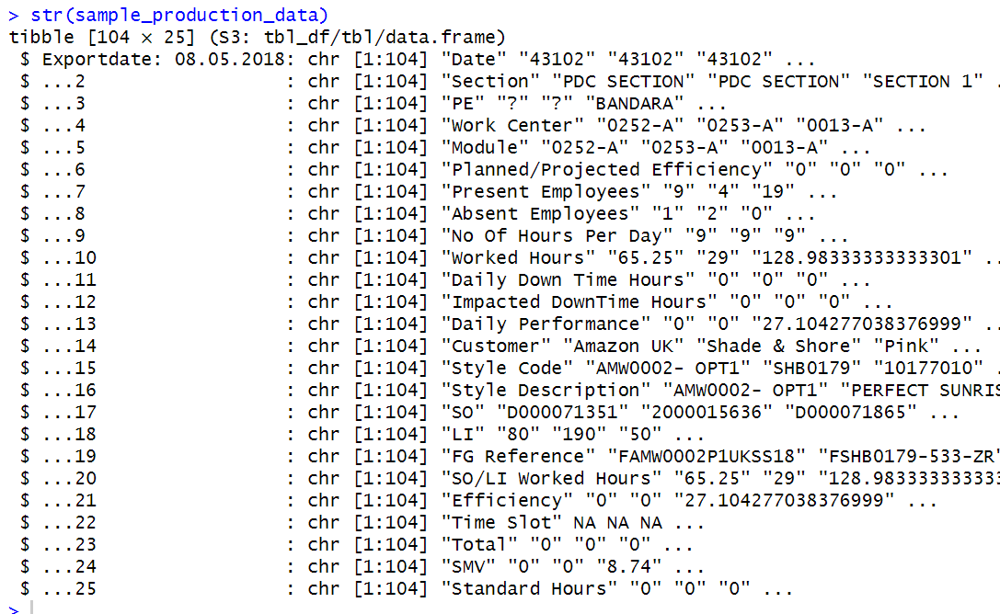 > str(sample_production_data)
tibble [104 × 25] (S3: tbl_df/tbl/data.frame)
 $ Exportdate: 08.05.2018: chr [1:104] "Date" "43102" "43102" "43102" ...
 $ ...2                  : chr [1:104] "Section" "PDC SECTION" "PDC SECTION" "SECTION 1" .
 $ ...3                  : chr [1:104] "PE" "?" "?" "BANDARA" ...
 $ ...4                  : chr [1:104] "Work Center" "0252-A" "0253-A" "0013-A" ...
 $ ...5                  : chr [1:104] "Module" "0252-A" "0253-A" "0013-A" ...
 $ ...6                  : chr [1:104] "Planned/Projected Efficiency" "0" "0" "0" ...
 $ ...7                  : chr [1:104] "Present Employees" "9" "4" "19" ...
 $ ...8                  : chr [1:104] "Absent Employees" "1" "2" "0" ...
 $ ...9                  : chr [1:104] "No Of Hours Per Day" "9" "9" "9" ...
 $ ...10                 : chr [1:104] "Worked Hours" "65.25" "29" "128.98333333333301" ..
 $ ...11                 : chr [1:104] "Daily Down Time Hours" "0" "0" "0" ...
 $ ...12                 : chr [1:104] "Impacted DownTime Hours" "0" "0" "0" ...
 $ ...13                 : chr [1:104] "Daily Performance" "0" "0" "27.104277038376999" ..
 $ ...14                 : chr [1:104] "Customer" "Amazon UK" "Shade & Shore" "Pink" ...
 $ ...15                 : chr [1:104] "Style Code" "AMW0002- OPT1" "SHB0179" "10177010" .
 $ ...16                 : chr [1:104] "Style Description" "AMW0002- OPT1" "PERFECT SUNRIS
 $ ...17                 : chr [1:104] "SO" "D000071351" "2000015636" "D000071865" ...
 $ ...18                 : chr [1:104] "LI" "80" "190" "50" ...
 $ ...19                 : chr [1:104] "FG Reference" "FAMW0002P1UKSS18" "FSHB0179-533-ZR"
 $ ...20                 : chr [1:104] "SO/LI Worked Hours" "65.25" "29" "128.983333333333
 $ ...21                 : chr [1:104] "Efficiency" "0" "0" "27.104277038376999" ...
 $ ...22                 : chr [1:104] "Time Slot" NA NA NA ...
 $ ...23                 : chr [1:104] "Total" "0" "0" "0" ...
 $ ...24                 : chr [1:104] "SMV" "0" "0" "8.74" ...
 $ ...25                 : chr [1:104] "Standard Hours" "0" "0" "0" ...
>